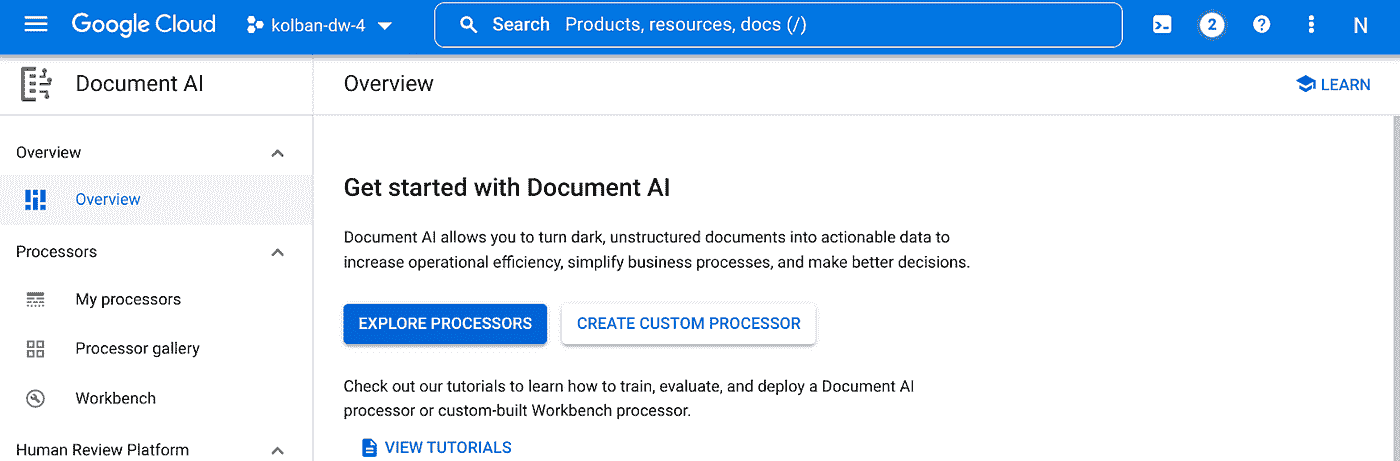 Google Cloud
kolban-dw-4
Search Products, resources, docs (/)
2
N
Document AI
Overview
LEARN
Overview
Overview
Processors
My processors
Processor gallery
Workbench
Human Review Platform
Get started with Document AI
Document AI allows you to turn dark, unstructured documents into actionable data to
increase operational efficiency, simplify business processes, and make better decisions.
EXPLORE PROCESSORS
CREATE CUSTOM PROCESSOR
Check out our tutorials to learn how to train, evaluate, and deploy a Document AI
processor or custom-built Workbench processor.
VIEW TUTORIALS